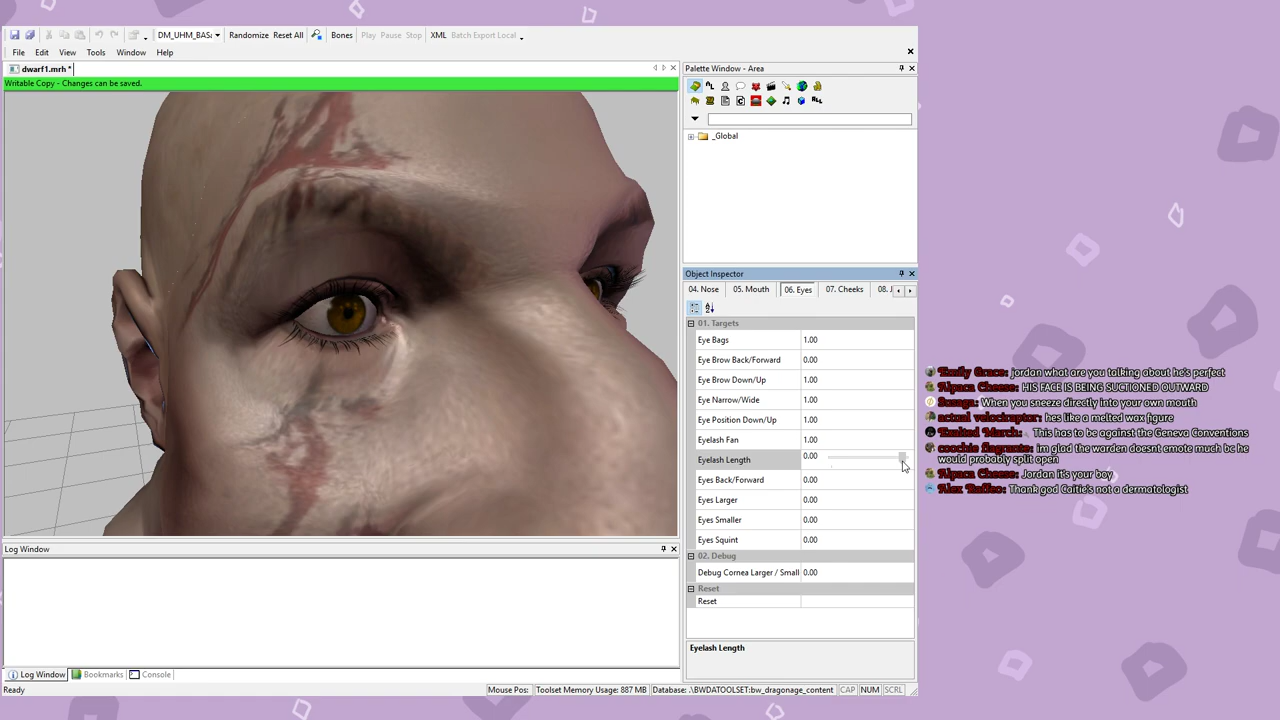 DM_UHM_BAS
Randomize Reset All Bones Play Pause Stop XML Batch Export Local
File Edit View Tools Window Help
dwarf1.mrh *
Writable Copy - Changes can be saved.
Palette Window - Area
_Global
Object Inspector
04. Nose 05. Mouth 06. Eyes 07. Cheeks 08. J
01. Targets
Eye Bags 1.00
Eye Brow Back/Forward 0.00
Eye Brow Down/Up 1.00
Eye Narrow/Wide 1.00
Eye Position Down/Up 1.00
Eyelash Fan 1.00
Eyelash Length 0.00
Eyes Back/Forward 0.00
Eyes Larger 0.00
Eyes Smaller 0.00
Eyes Squint 0.00
02. Debug
Debug Cornea Larger / Small 0.00
Reset
Reset
Eyelash Length
Log Window
Log Window Bookmarks Console
Ready Mouse Pos: Toolset Memory Usage: 887 MB Database: .\BWDATOOLSET:bw_dragonage_content CAP NUM SCRL
Emily Grace: jordan what are you talking about he's perfect
Alpaca Cheese: HIS FACE IS BEING SUCTIONED OUTWARD
When you sneeze directly into your own mouth
actual velociraptor: hes like a melted wax figure
Exalted March: This has to be against the Geneva Conventions
coochie flagrante: im glad the warden doesnt emote much be he
would probably split open
Alpaca Cheese: Jordan it's your boy
Thank god Caitie's not a dermatologist